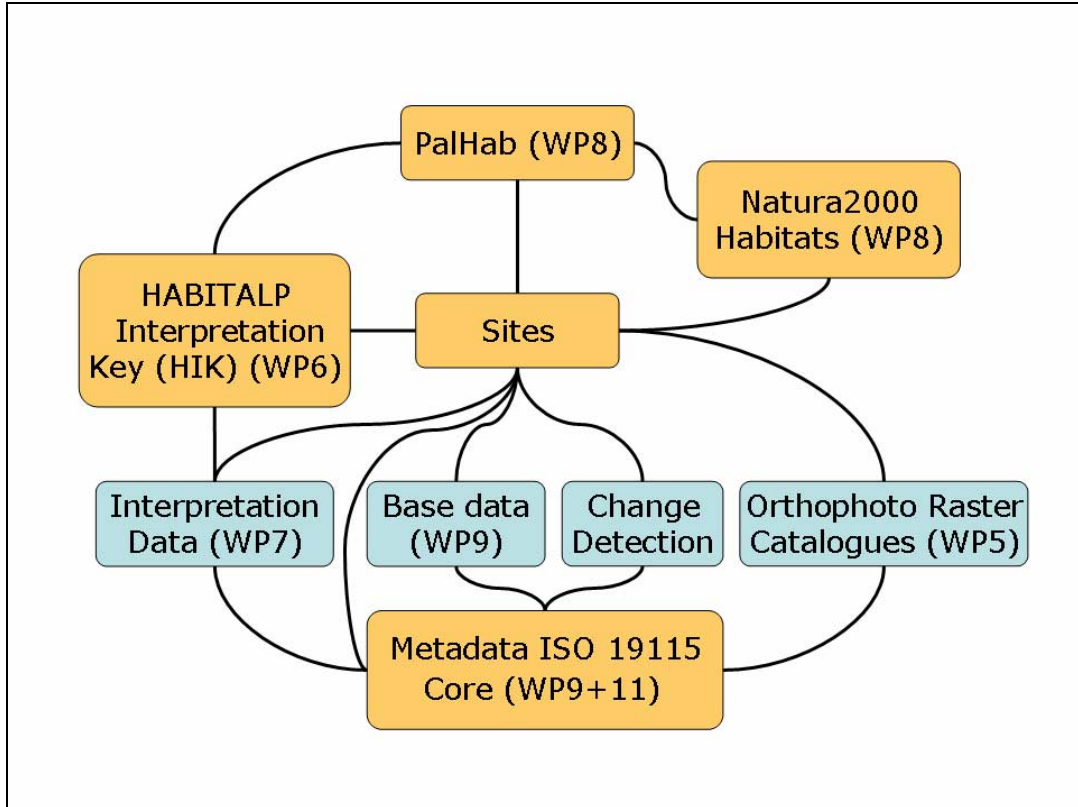 PalHab (WP8)
Natura2000
Habitats (WP8)
HABITALP
Interpretation
Key (HIK) (WP6)
Sites
Interpretation
Data (WP7)
Base data
(WP9)
Change
Detection
Orthophoto Raster
Catalogues (WP5)
Metadata ISO 19115
Core (WP9+11)